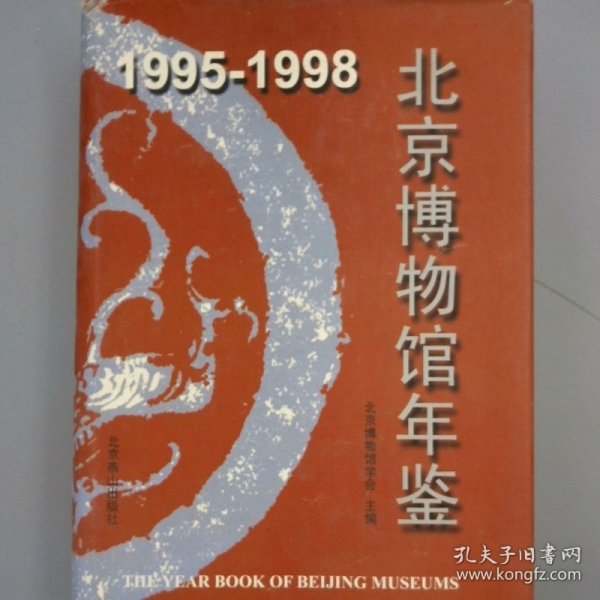 1995-1998
北京博物馆年鉴
北京博物馆学会 主编
北京燕山出版社
THE YEAR BOOK OF BEIJING MUSEUMS
孔夫子旧书网
www.kongfz.com